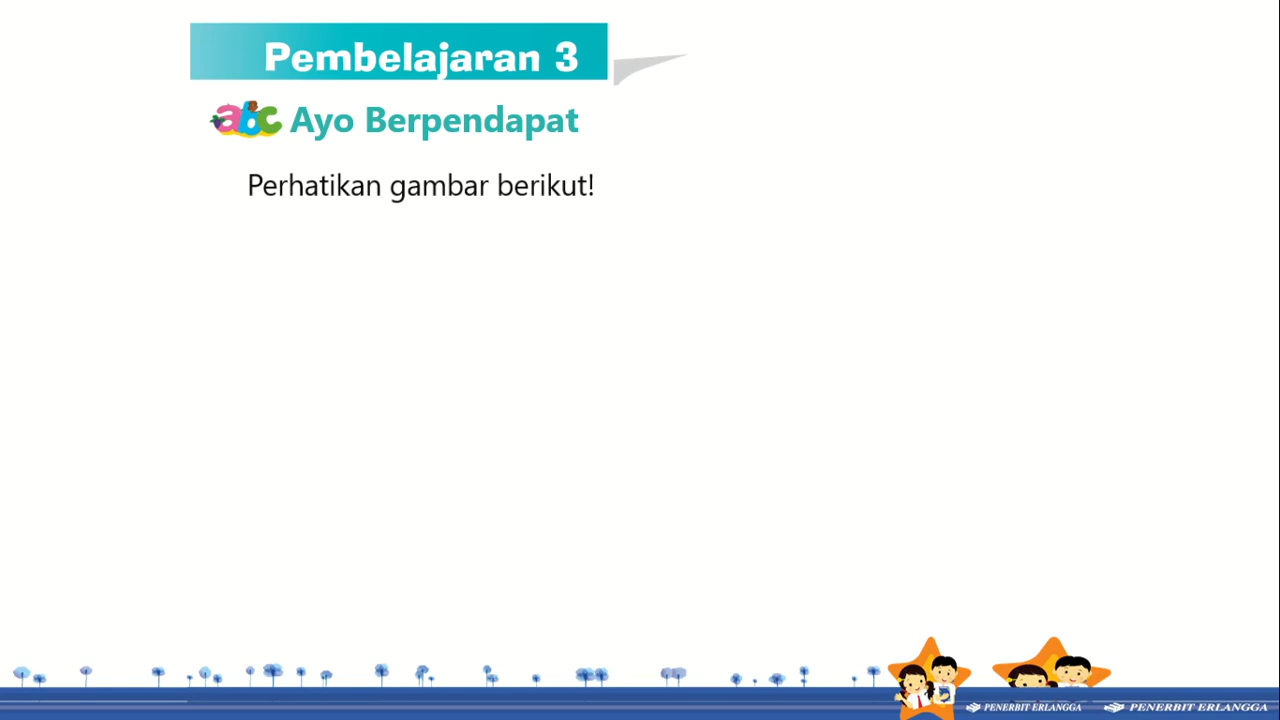 Pembelajaran 3
abc Ayo Berpendapat
Perhatikan gambar berikut!
PENERBIT ERLANGGA
PENERBIT ERLANGGA